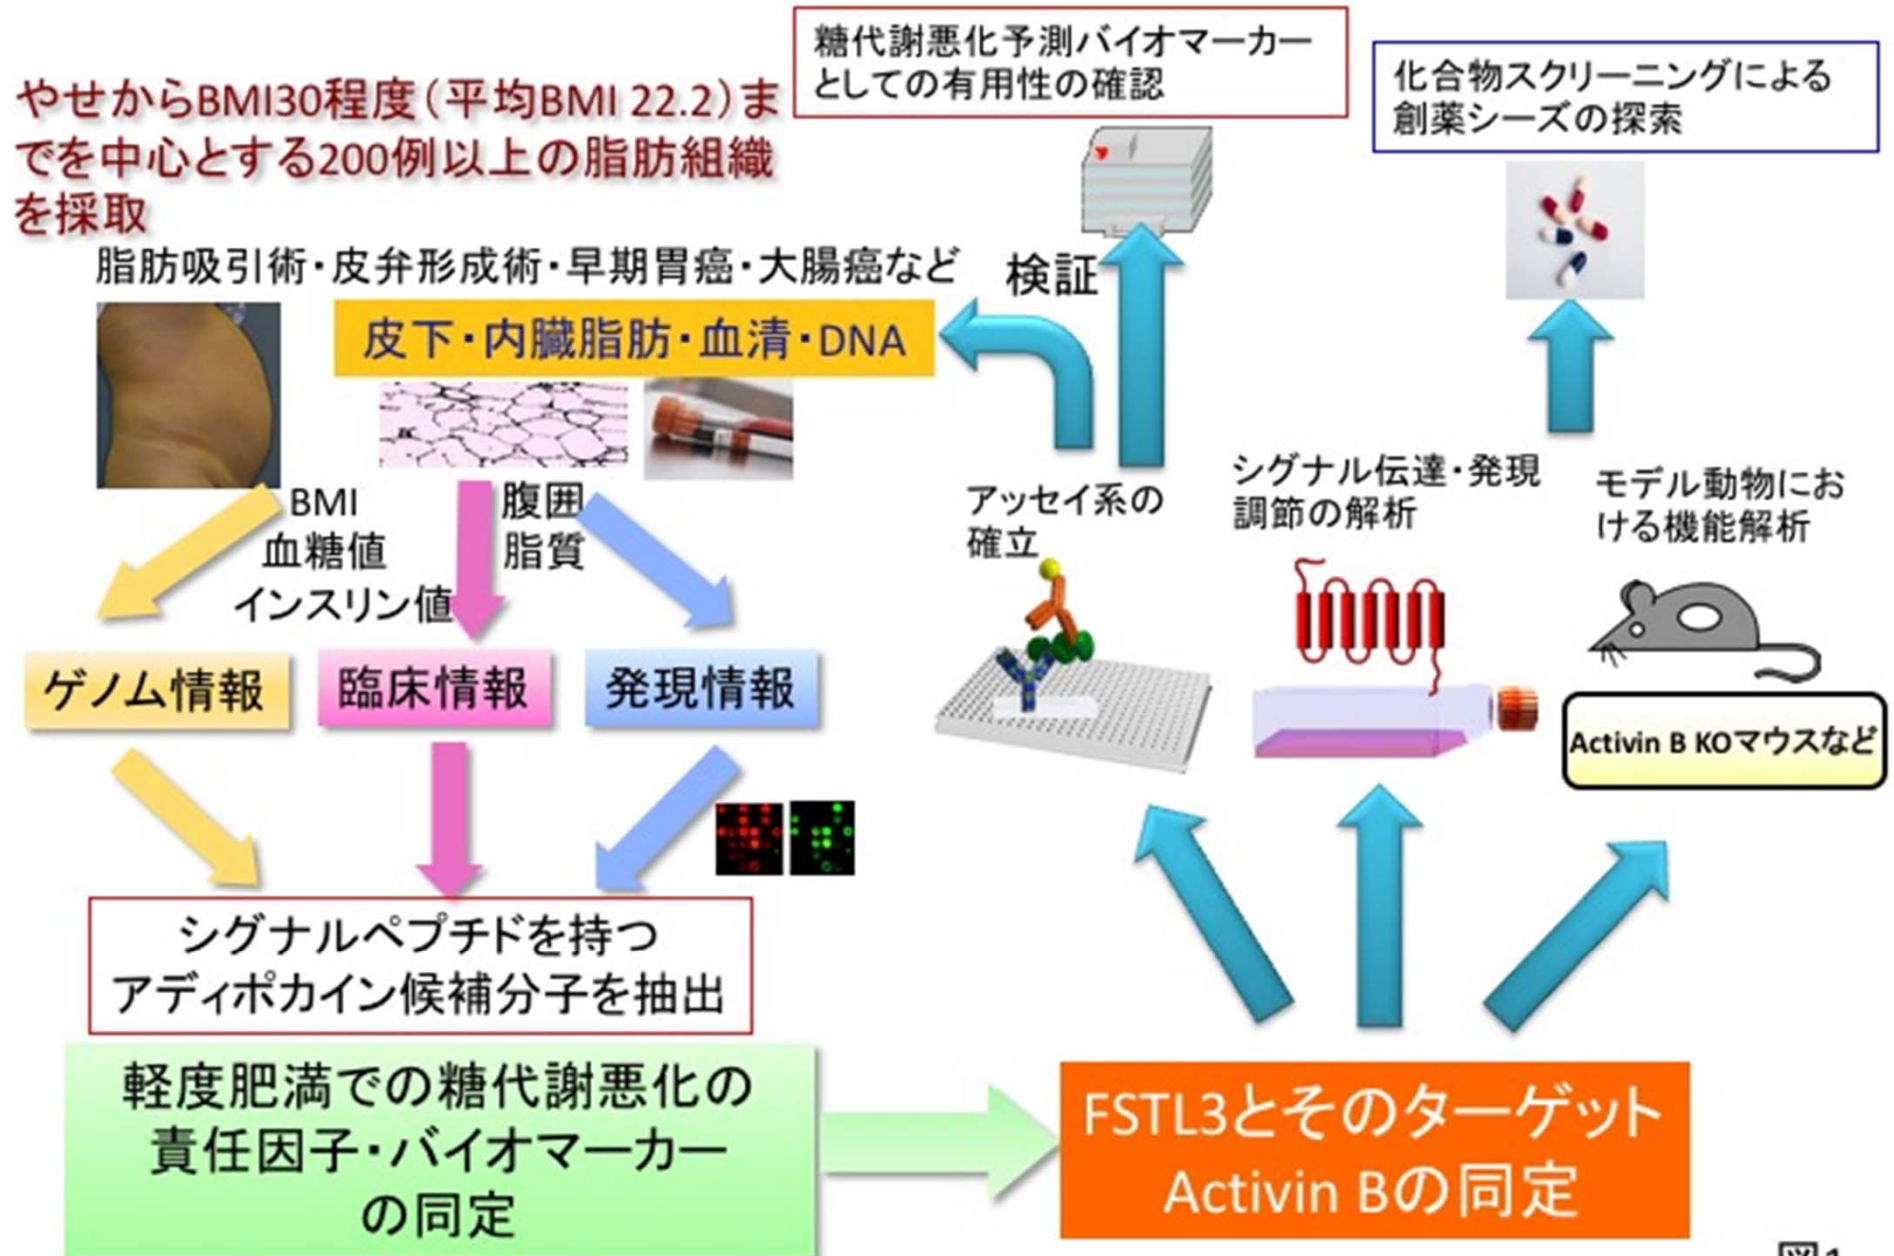 やせからBMI30程度（平均BMI 22.2）ま
でを中心とする200例以上の脂肪組織
を採取
脂肪吸引術・皮弁形成術・早期胃癌・大腸癌など
皮下・内臓脂肪・血清・DNA
BMI
血糖値
インスリン値
腹囲
脂質
ゲノム情報
臨床情報
発現情報
シグナルペプチドを持つ
アディポカイン候補分子を抽出
軽度肥満での糖代謝悪化の
責任因子・バイオマーカー
の同定
糖代謝悪化予測バイオマーカー
としての有用性の確認
化合物スクリーニングによる
創薬シーズの探索
検証
アッセイ系の
確立
シグナル伝達・発現
調節の解析
モデル動物にお
ける機能解析
Activin B KOマウスなど
FSTL3とそのターゲット
Activin Bの同定